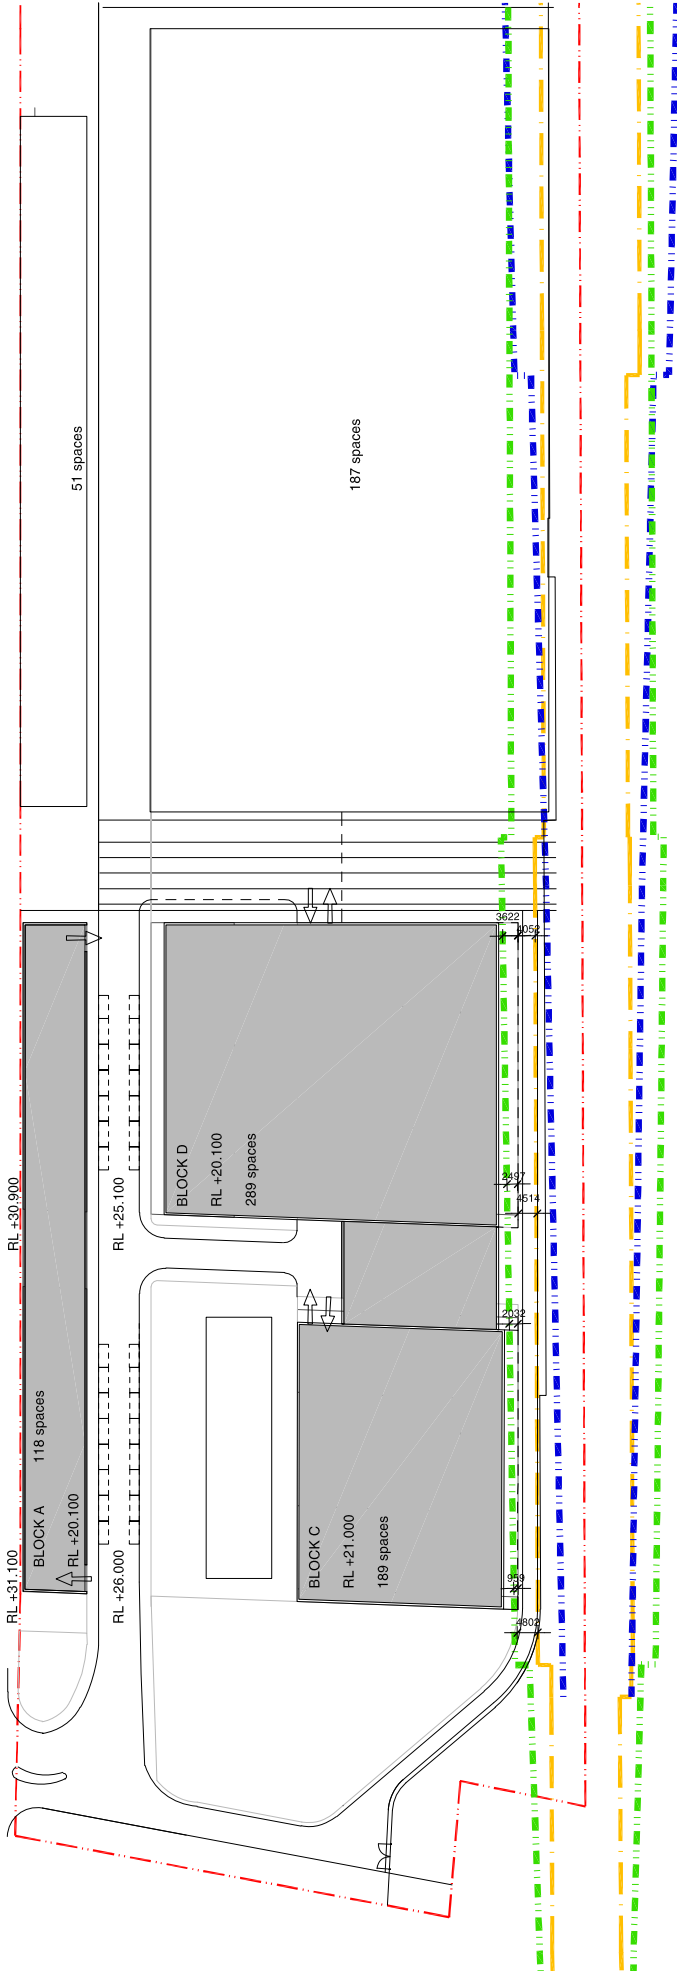 51 spaces
187 spaces
3622
4052
BLOCK D
RL +20.100
289 spaces
2497
4514
RL +30.900
RL +25.100
2032
BLOCK A
118 spaces
RL +20.100
BLOCK C
RL +21.000
189 spaces
RL +31.100
RL +26.000
959
4802